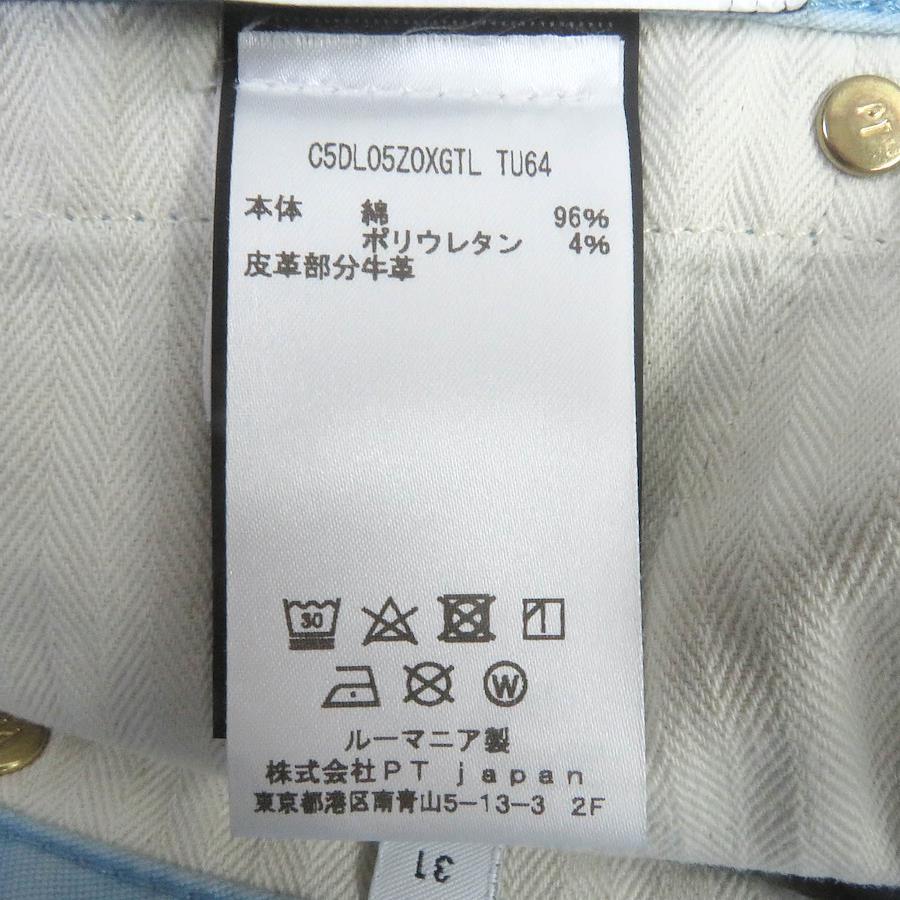 C5DL05Z0XGTL TU64
本体 綿 96%
ポリウレタン 4%
皮革部分牛革
30
W
ルーマニア製
株式会社PT japan
東京都港区南青山5-13-3 2F
31
PT